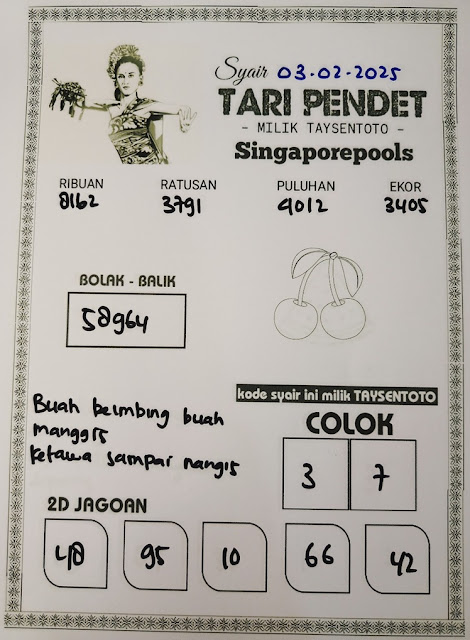 Syair 03-02-2025
TARI PENDET
- MILIK TAYSENTOTO -
Singaporepools
RIBUAN RATUSAN PULUHAN EKOR
8162 3791 4012 3405
BOLAK - BALIK
58964
kode syair ini milik TAYSENTOTO
Buah belmbing buah
manggis
ketawa sampai nangis
COLOK
3 7
2D JAGOAN
48 95 10 66 42